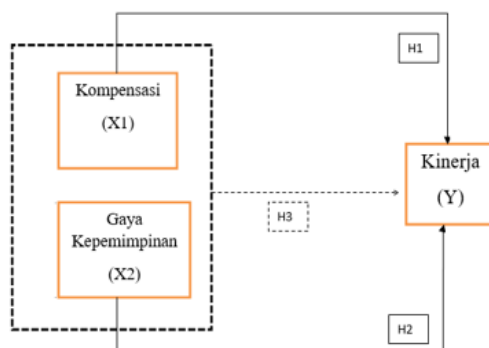 H1
Kompensasi
(X1)
Kinerja
(Y)
H3
Gaya
Kepemimpinan
(X2)
H2